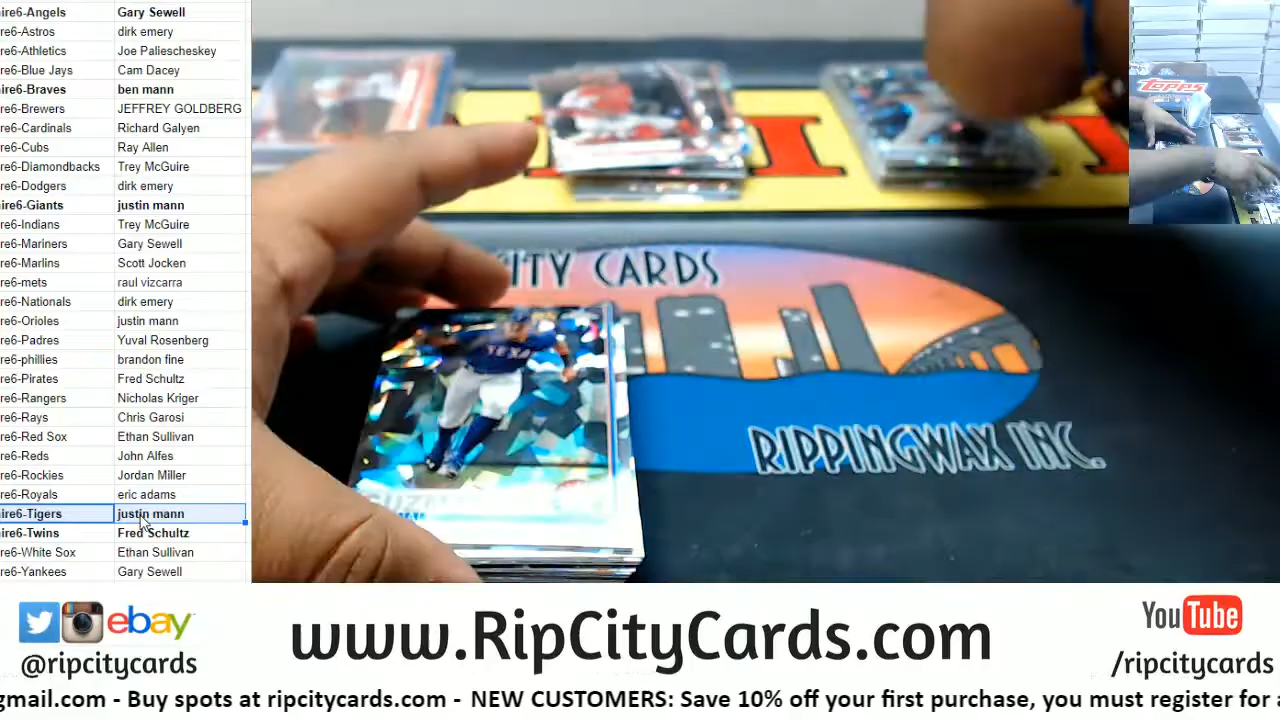 ire6-Angels Gary Sewell
re6-Astros dirk emery
re6-Athletics Joe Paliescheskey
re6-Blue Jays Cam Dacey
ire6-Braves ben mann
re6-Brewers JEFFREY GOLDBERG
re6-Cardinals Richard Galyen
re6-Cubs Ray Allen
re6-Diamondbacks Trey McGuire
re6-Dodgers dirk emery
ire6-Giants justin mann
re6-Indians Trey McGuire
re6-Mariners Gary Sewell
re6-Marlins Scott Jocken
re6-mets raul vizcarra
re6-Nationals dirk emery
re6-Orioles justin mann
re6-Padres Yuval Rosenberg
re6-phillies brandon fine
re6-Pirates Fred Schultz
re6-Rangers Nicholas Kriger
re6-Rays Chris Garosi
re6-Red Sox Ethan Sullivan
re6-Reds John Alfes
re6-Rockies Jordan Miller
re6-Royals eric adams
ire6-Tigers justin mann
ire6-Twins Fred Schultz
re6-White Sox Ethan Sullivan
re6-Yankees Gary Sewell
Topps
CITY CARDS
TEXA
RIPPINGWAX INC.
ebay
@ripcitycards
www.RipCityCards.com
YouTube
/ripcitycards
gmail.com - Buy spots at ripcitycards.com - NEW CUSTOMERS: Save 10% off your first purchase, you must register for a